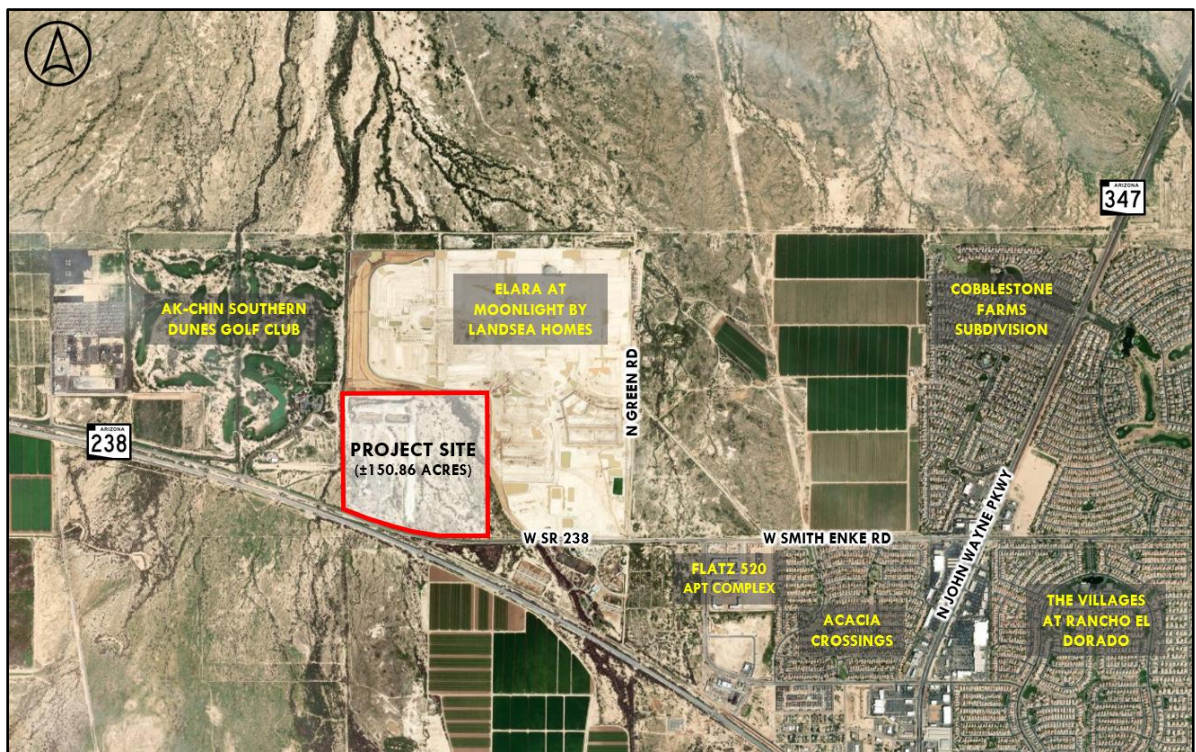 ARIZONA
347
AK-CHIN SOUTHERN
DUNES GOLF CLUB
ELARA AT
MOONLIGHT BY
LANDSEA HOMES
COBBLESTONE
FARMS
SUBDIVISION
N GREEN RD
ARIZONA
238
PROJECT SITE
(±150.86 ACRES)
W SR 238
W SMITH ENKE RD
N JOHN WAYNE PKWY
FLATZ 520
APT COMPLEX
ACACIA
CROSSINGS
THE VILLAGES
AT RANCHO EL
DORADO